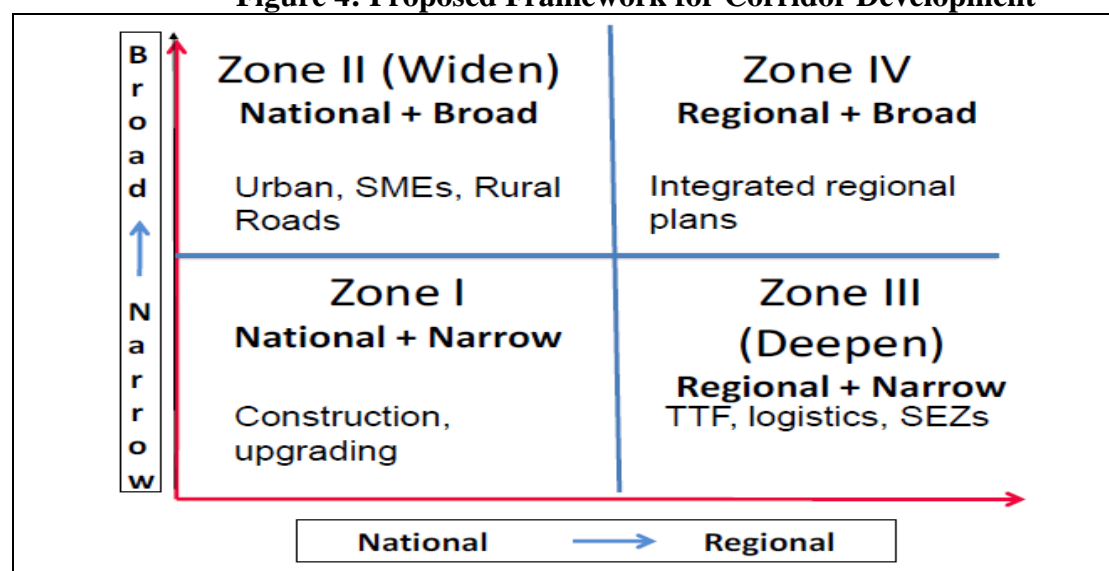 Figure 4: Proposed Framework for Corridor Development
Broad
Narrow
Zone II (Widen)
National + Broad
Urban, SMEs, Rural
Roads
Zone IV
Regional + Broad
Integrated regional
plans
Zone I
National + Narrow
Construction,
upgrading
Zone III
(Deepen)
Regional + Narrow
TTF, logistics, SEZs
National Regional